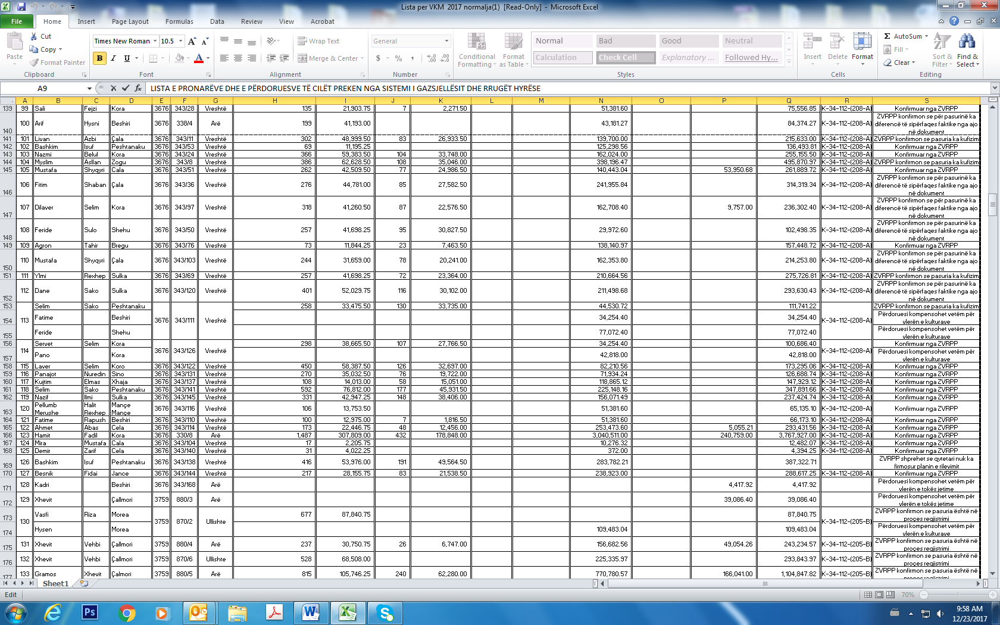 Lista per VKM 2017 normalja(1) [Read-Only] - Microsoft Excel
File Home Insert Page Layout Formulas Data Review View Acrobat
Paste Cut Copy Format Painter Clipboard
Times New Roman 10.5 B I U Font
Wrap Text Merge & Center Alignment
General $ % , Number
Conditional Formatting Format as Table Normal Bad Good Neutral Calculation Check Cell Explanatory ... Followed Hy... Styles
Insert Delete Format Cells
AutoSum Fill Clear Sort & Filter Find & Select Editing
A9 fx LISTA E PRONARËVE DHE E PËRDORUESVE TË CILËT PREKEN NGA SISTEMI I GAZSJELLËSIT DHE RRUGËT HYRËSE
A B C D E F G H I J K L M N O P Q R S
139 99 Sali Fejzi Kora 3676 343/28 Vreshtë 135 21,903.75 7 2,271.50 51,381.60 75,556.85 K-34-112-(208-A) Konfirmuar nga ZVRPP
140 100 Arif Hysni Beshiri 3676 338/4 Arë 199 41,193.00 43,181.27 84,374.27 K-34-112-(208-A) ZVRPP konfirmon se për pasurinë ka diferencë të sipërfaqes faktike nga ajo në dokument
141 101 Livan Azbi Çala 3676 343/11 Vreshtë 302 48,999.50 83 26,933.50 139,700.00 215,633.00 K-34-112-(208-A) ZVRPP konfirmon se pasuria ka kufizim
142 102 Bashkim Isuf Peshtanaku 3676 343/53 Vreshtë 69 11,195.25 125,298.56 136,493.81 K-34-112-(208-A) Konfirmuar nga ZVRPP
143 103 Nazmi Belul Kora 3676 343/24 Vreshtë 366 59,383.50 104 33,748.00 162,024.00 255,155.50 K-34-112-(208-A) Konfirmuar nga ZVRPP
144 104 Myslim Asllan Zogu 3676 343/8 Vreshtë 386 62,628.50 108 35,046.00 398,196.47 495,870.97 K-34-112-(208-A) ZVRPP konfirmon se pasuria ka kufizim
145 105 Mustafa Shyqyri Cala 3676 343/51 Vreshtë 262 42,509.50 77 24,986.50 140,443.04 53,950.68 261,889.72 K-34-112-(208-A) Konfirmuar nga ZVRPP
146 106 Fitim Shaban Çala 3676 343/36 Vreshtë 276 44,781.00 85 27,582.50 241,955.84 314,319.34 K-34-112-(208-A) ZVRPP konfirmon se për pasurinë ka diferencë të sipërfaqes faktike nga ajo në dokument
147 107 Dilaver Selim Kora 3676 343/97 Vreshtë 318 41,260.50 87 22,576.50 162,708.40 9,757.00 236,302.40 K-34-112-(208-A) ZVRPP konfirmon se për pasurinë ka diferencë të sipërfaqes faktike nga ajo në dokument
148 108 Feride Sulo Shehu 3676 343/50 Vreshtë 257 41,698.25 95 30,827.50 29,972.60 102,498.35 K-34-112-(208-A) ZVRPP konfirmon se për pasurinë ka diferencë të sipërfaqes faktike nga ajo në dokument
149 109 Agron Tahir Bregu 3676 343/76 Vreshtë 73 11,844.25 23 7,463.50 138,140.97 157,448.72 K-34-112-(208-A) Konfirmuar nga ZVRPP
150 110 Mustafa Shyqyri Çala 3676 343/103 Vreshtë 244 31,659.00 78 20,241.00 162,353.80 214,253.80 K-34-112-(208-A) ZVRPP konfirmon se për pasurinë ka diferencë të sipërfaqes faktike nga ajo në dokument
151 111 Ylmi Rexhep Sulka 3676 343/69 Vreshtë 257 41,698.25 72 23,364.00 210,664.56 275,726.81 K-34-112-(208-A) ZVRPP konfirmon se pasuria ka kufizim
152 112 Dane Sako Sulka 3676 343/120 Vreshtë 401 52,029.75 116 30,102.00 211,498.68 293,630.43 K-34-112-(208-A) ZVRPP konfirmon se për pasurinë ka diferencë të sipërfaqes faktike nga ajo në dokument
153 Selim Sako Peshtanaku 258 33,475.50 130 33,735.00 44,530.72 111,741.22 ZVRPP konfirmon se pasuria ka kufizim
154 113 Fatime Beshiri 3676 343/111 Vreshtë 34,254.40 34,254.40 K-34-112-(208-A) Përdoruesi kompensohet vetëm për vlerën e kulturave
155 Feride Shehu 77,072.40 77,072.40 Përdoruesi kompensohet vetëm për vlerën e kulturave
156 114 Servet Selim Kora 3676 343/126 Vreshtë 298 38,665.50 107 27,766.50 34,254.40 100,686.40 K-34-112-(208-A) Konfirmuar nga ZVRPP
157 Pano Kora 42,818.00 42,818.00 Përdoruesi kompensohet vetëm për vlerën e kulturave
158 115 Laver Selim Koro 3676 343/122 Vreshtë 450 58,387.50 126 32,697.00 82,210.56 173,295.06 K-34-112-(208-A) Konfirmuar nga ZVRPP
159 116 Panajot Nuredin Sino 3676 343/131 Vreshtë 270 35,032.50 76 19,722.00 71,934.24 126,688.74 K-34-112-(208-A) Konfirmuar nga ZVRPP
160 117 Kujtim Elmas Xhaja 3676 343/137 Vreshtë 108 14,013.00 58 15,051.00 118,865.12 147,929.12 K-34-112-(208-A) Konfirmuar nga ZVRPP
161 118 Selim Sako Peshtanaku 3676 343/141 Vreshtë 592 76,812.00 177 45,931.50 225,148.16 347,891.66 K-34-112-(208-A) Konfirmuar nga ZVRPP
162 119 Nazif Ilmi Sulka 3676 343/145 Vreshtë 331 42,947.25 148 38,406.00 156,071.49 237,424.74 K-34-112-(208-A) Konfirmuar nga ZVRPP
163 120 Pellumb Merushe Halit Rexhep Mançe Mançe 3676 343/116 Vreshtë 106 13,753.50 51,381.60 65,135.10 K-34-112-(208-A) Konfirmuar nga ZVRPP
164 121 Fatime Rapush Beshiri 3676 343/110 Vreshtë 100 12,975.00 7 1,816.50 51,381.60 66,173.10 K-34-112-(208-A) Konfirmuar nga ZVRPP
165 122 Ahmet Abas Cela 3676 343/114 Vreshtë 173 22,446.75 48 12,456.00 253,473.60 5,055.21 293,431.56 K-34-112-(208-A) Konfirmuar nga ZVRPP
166 123 Hamit Fadil Kora 3676 330/8 Arë 1,487 307,809.00 432 178,848.00 3,040,511.00 240,759.00 3,767,927.00 K-34-112-(208-A) Konfirmuar nga ZVRPP
167 124 Mira Mustafa Cala 3676 343/104 Vreshtë 17 2,205.75 10,276.32 12,482.07 K-34-112-(208-A) Konfirmuar nga ZVRPP
168 125 Demir Zarif Cela 3676 343/140 Vreshtë 31 4,022.25 372.00 4,394.25 K-34-112-(208-A) Konfirmuar nga ZVRPP
169 126 Bashkim Isuf Peshtanaku 3676 343/138 Vreshtë 416 53,976.00 191 49,564.50 283,782.21 387,322.71 ZVRPP shprehet se qytetari nuk ka firmosur planin e rilevimit
170 127 Besnik Fidai Jance 3676 343/144 Vreshtë 217 28,155.75 83 21,538.50 238,923.00 288,617.25 K-34-112-(208-A) Konfirmuar nga ZVRPP
171 128 Kadri Beshiri 3676 343/168 Arë 4,417.92 4,417.92 Përdoruesi kompensohet vetëm për vlerën e tokës jetime
172 129 Xhevit Çallmori 3759 880/3 Arë 39,086.40 39,086.40 Përdoruesi kompensohet vetëm për vlerën e tokës jetime
173 130 Vasfi Riza Morea 3759 870/2 Ullishte 677 87,840.75 87,840.75 K-34-112-(205-B) ZVRPP konfirmon se pasuria është në proçes regjistrimi
174 Hysen Morea 109,483.04 109,483.04 Përdoruesi kompensohet vetëm për vlerën e kulturave
175 131 Xhevit Vehbi Çallmori 3759 880/4 Arë 237 30,750.75 26 6,747.00 156,682.56 49,054.26 243,234.57 K-34-112-(205-B) ZVRPP konfirmon se pasuria është në proçes regjistrimi
176 132 Xhevit Vehbi Çallmori 3759 870/6 Ullishte 528 68,508.00 225,335.97 293,843.97 K-34-112-(205-B) ZVRPP konfirmon se pasuria është në proçes regjistrimi
177 133 Gramos Xhevit Çalmori 3759 880/5 Arë 815 105,746.25 240 62,280.00 770,780.57 166,041.00 1,104,847.82 K-34-112-(205-B) ZVRPP konfirmon se pasuria është në proçes regjistrimi
Sheet1
Edit 70%
Ps
9:58 AM
12/23/2017